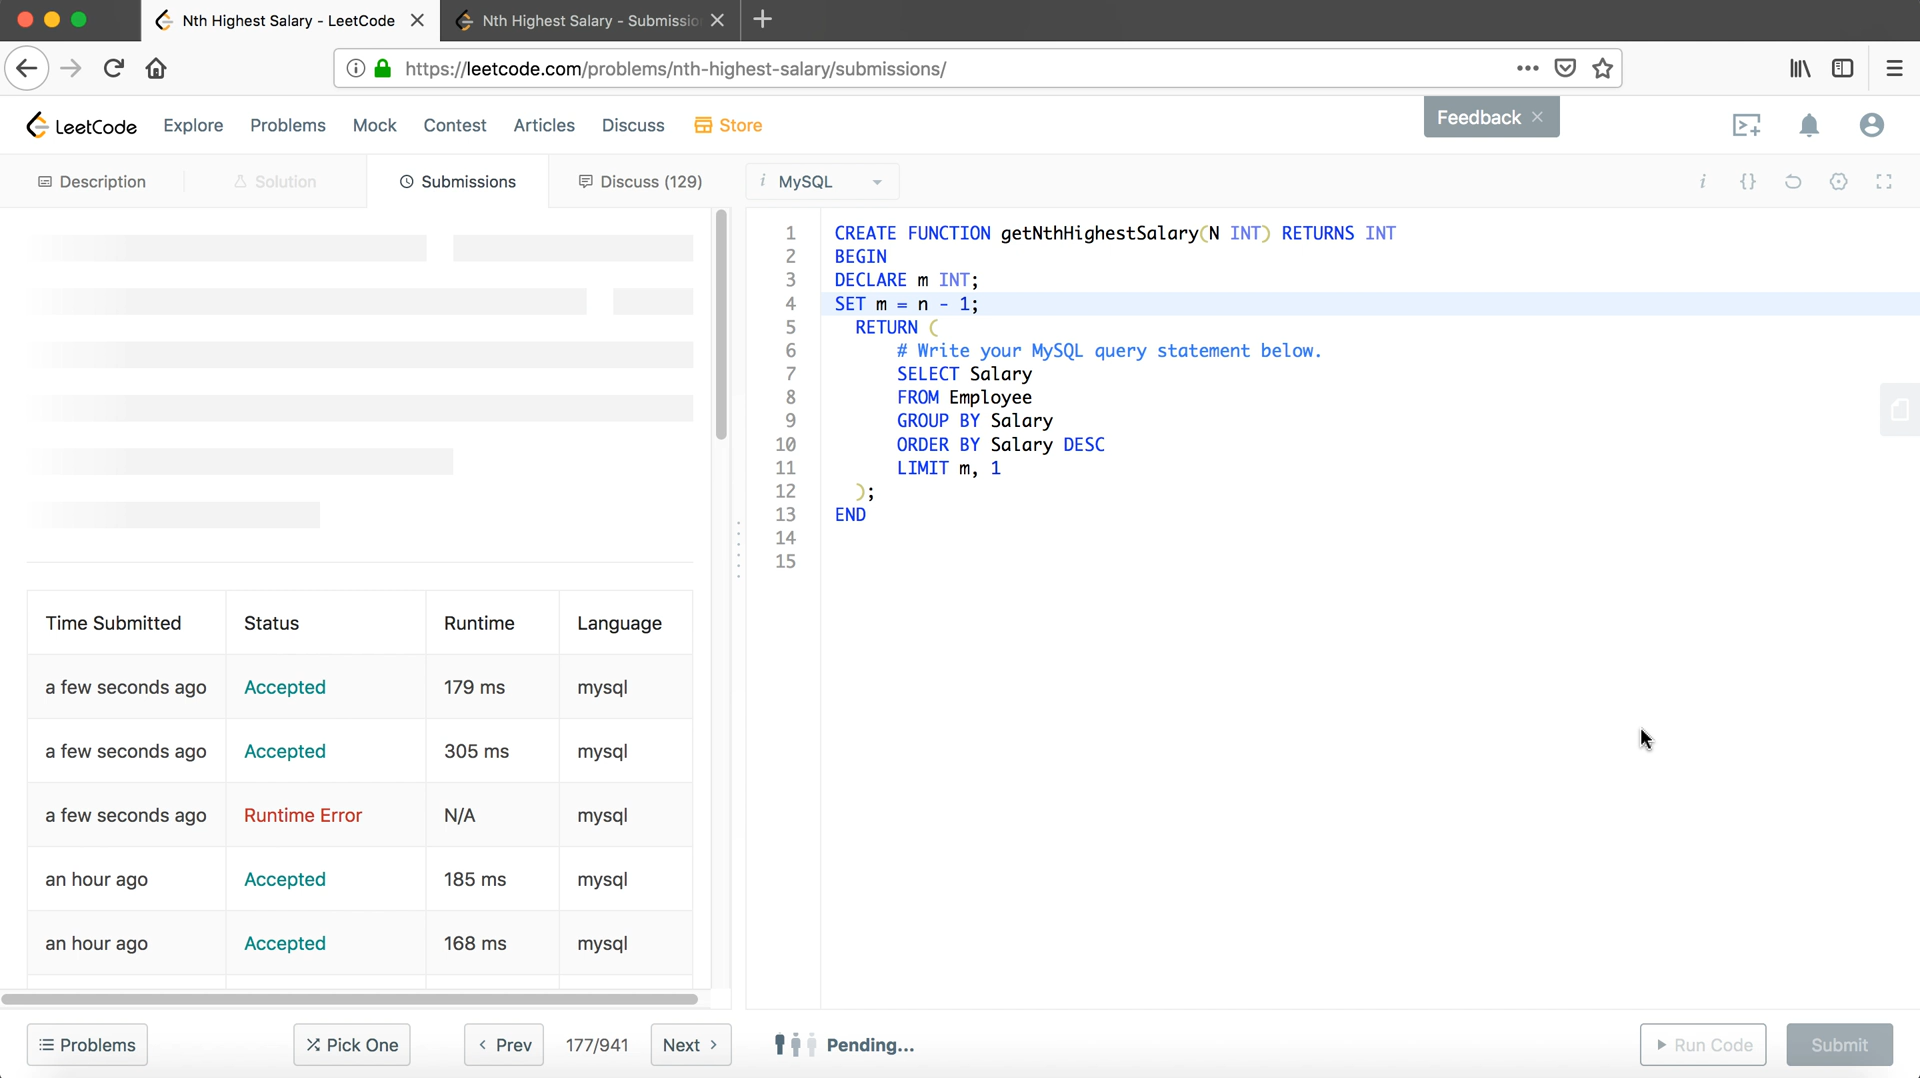 Nth Highest Salary - LeetCode
Nth Highest Salary - Submissio
https://leetcode.com/problems/nth-highest-salary/submissions/
LeetCode
Explore
Problems
Mock
Contest
Articles
Discuss
Store
Feedback
Description
Solution
Submissions
Discuss (129)
i MySQL
i {}
1 CREATE FUNCTION getNthHighestSalary(N INT) RETURNS INT
2 BEGIN
3 DECLARE m INT;
4 SET m = n - 1;
5 RETURN (
6 # Write your MySQL query statement below.
7 SELECT Salary
8 FROM Employee
9 GROUP BY Salary
10 ORDER BY Salary DESC
11 LIMIT m, 1
12 );
13 END
14
15
Time Submitted Status Runtime Language
a few seconds ago Accepted 179 ms mysql
a few seconds ago Accepted 305 ms mysql
a few seconds ago Runtime Error N/A mysql
an hour ago Accepted 185 ms mysql
an hour ago Accepted 168 ms mysql
Problems
Pick One
Prev
177/941
Next
Pending...
Run Code
Submit